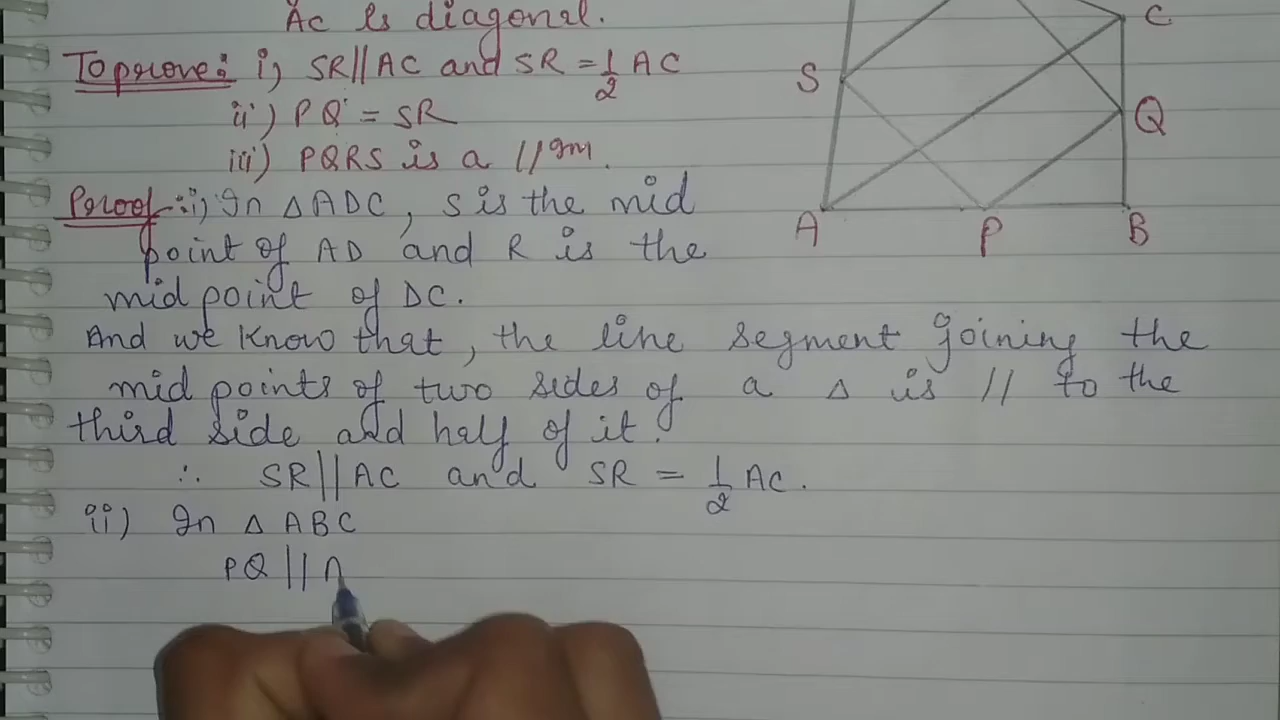 AC is diagonal.
To prove: i) SR//AC and SR = 1/2 AC
ii) PQ = SR
iii) PQRS is a //gm.
Proof :i) In △ADC, S is the mid
point of AD and R is the
mid point of DC.
And we know that, the line segment joining the
mid points of two sides of a △ is // to the
third side and half of it.
∴ SR||AC and SR = 1/2 AC.
ii) In △ ABC
PQ || A
C
S
Q
A
P
B